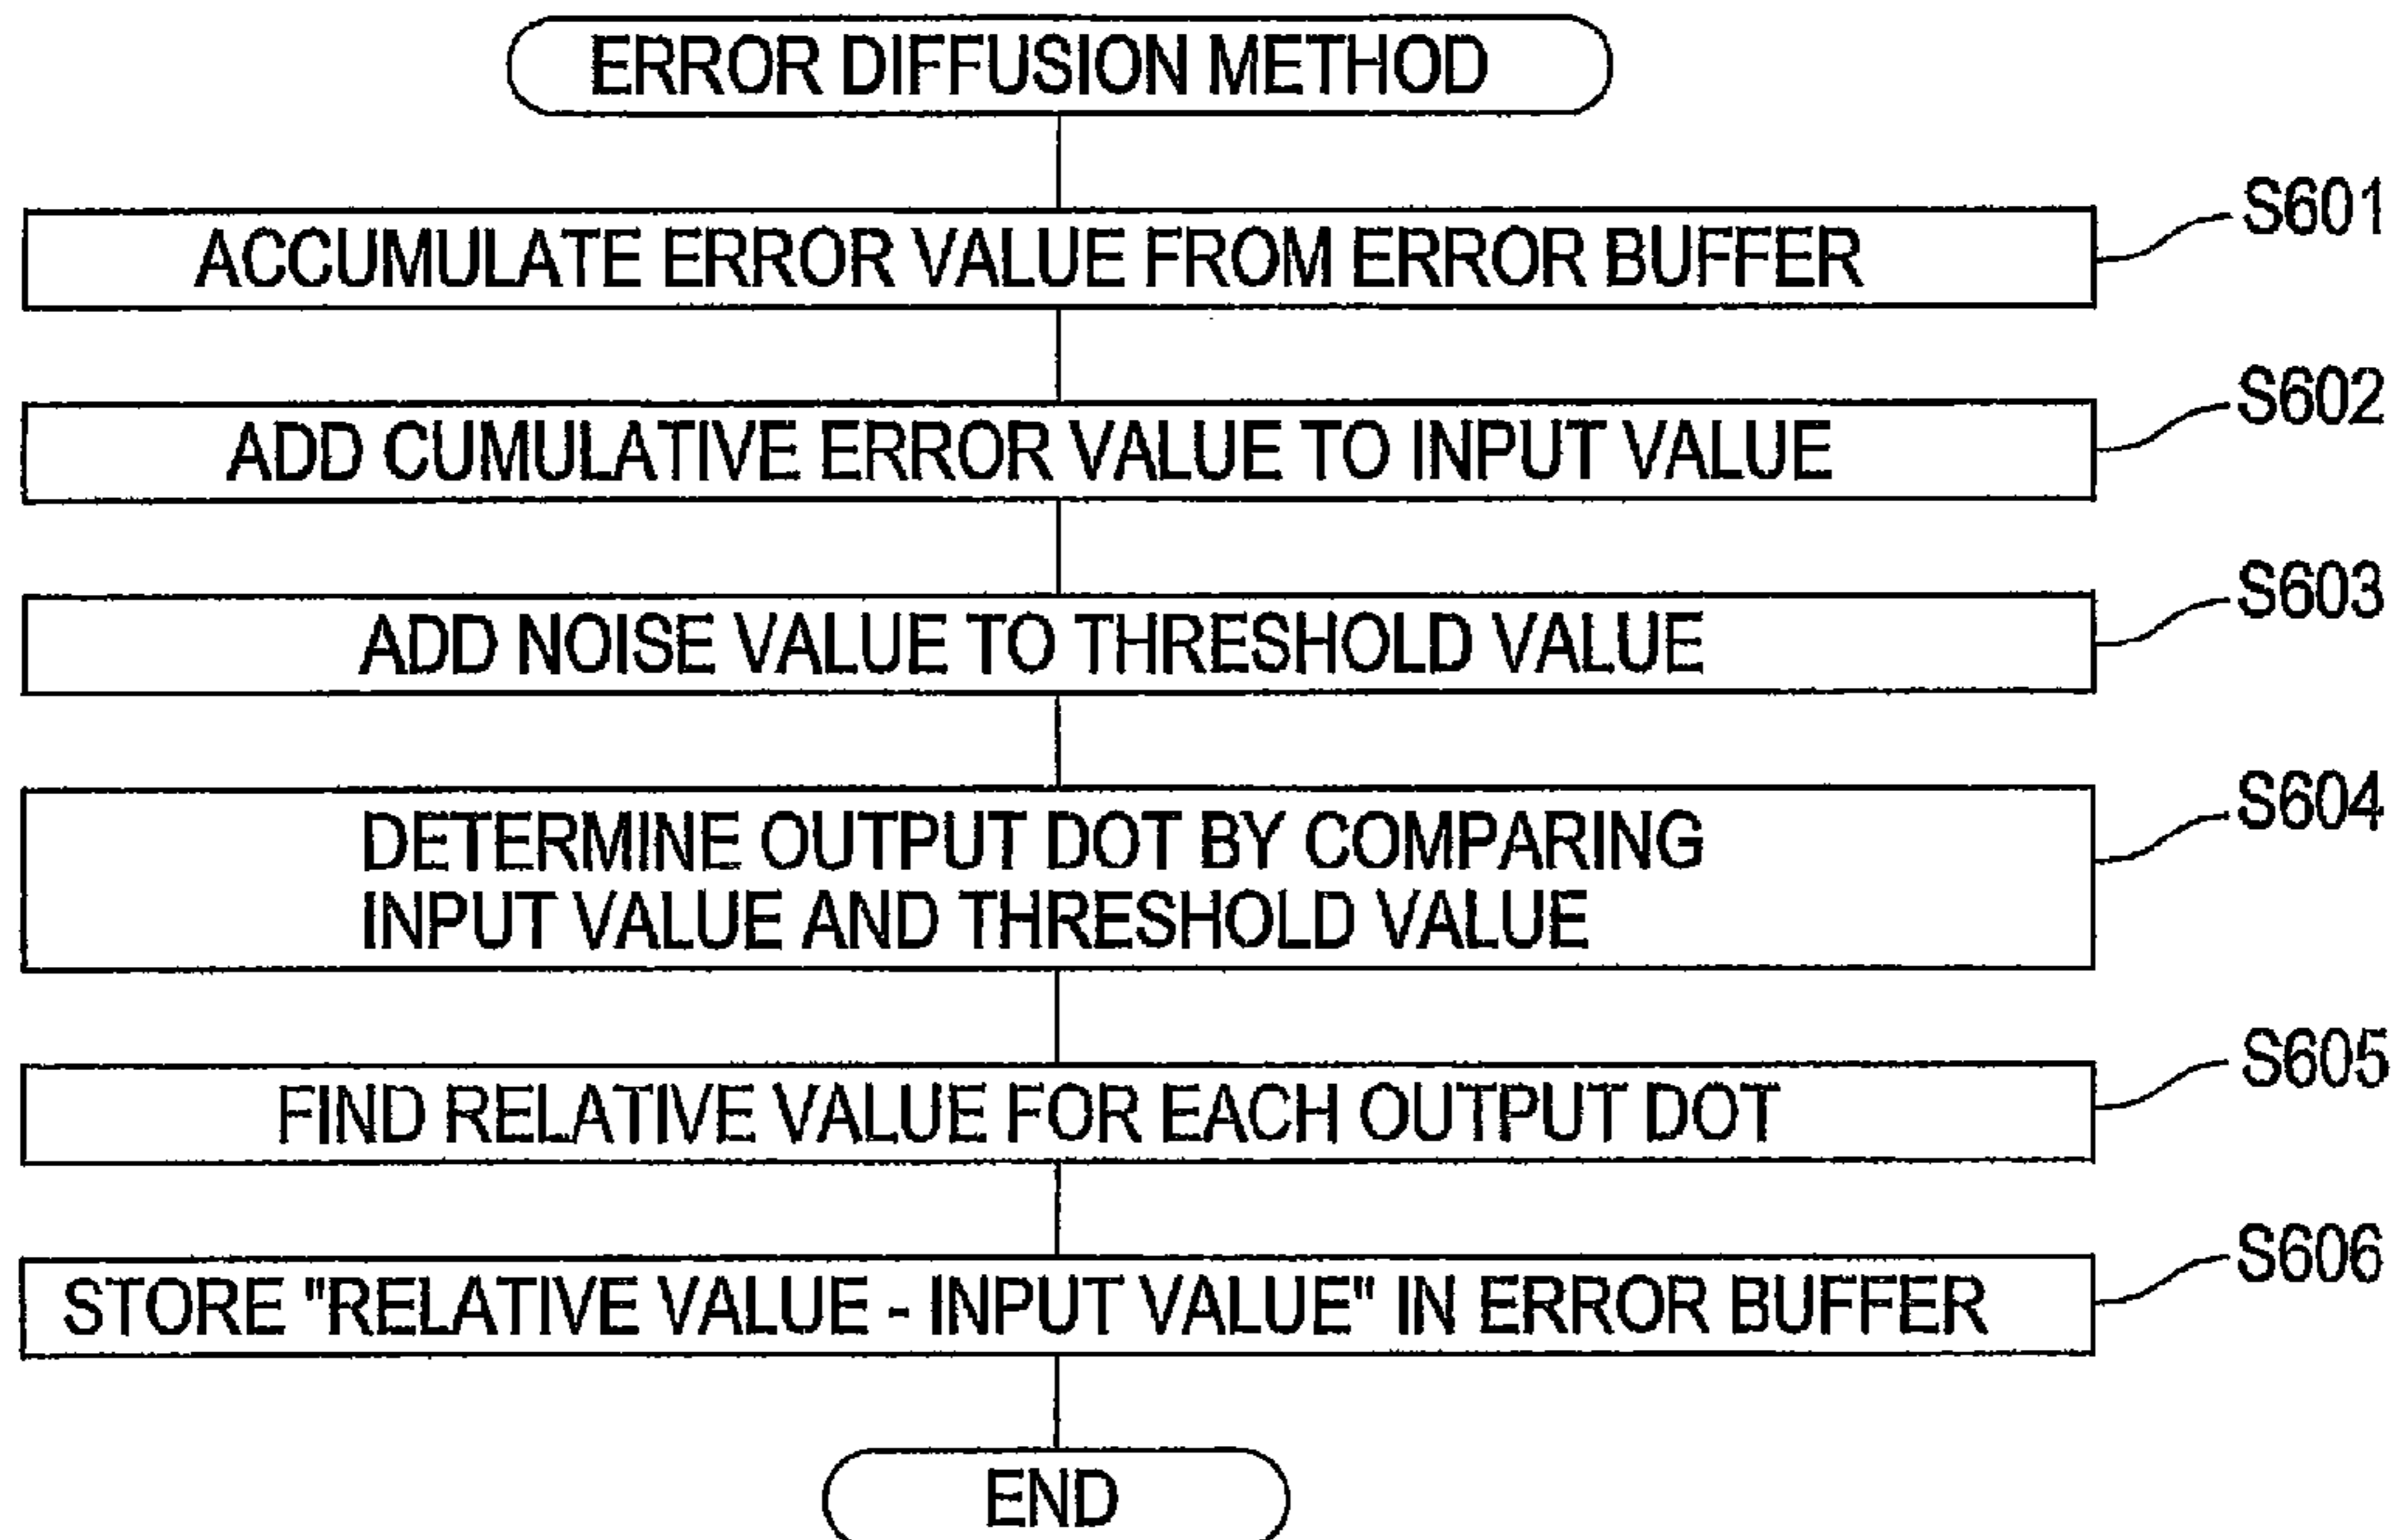 ERROR DIFFUSION METHOD
S601
ACCUMULATE ERROR VALUE FROM ERROR BUFFER
S602
ADD CUMULATIVE ERROR VALUE TO INPUT VALUE
S603
ADD NOISE VALUE TO THRESHOLD VALUE
S604
DETERMINE OUTPUT DOT BY COMPARING
INPUT VALUE AND THRESHOLD VALUE
S605
FIND RELATIVE VALUE FOR EACH OUTPUT DOT
S606
STORE "RELATIVE VALUE - INPUT VALUE" IN ERROR BUFFER
END